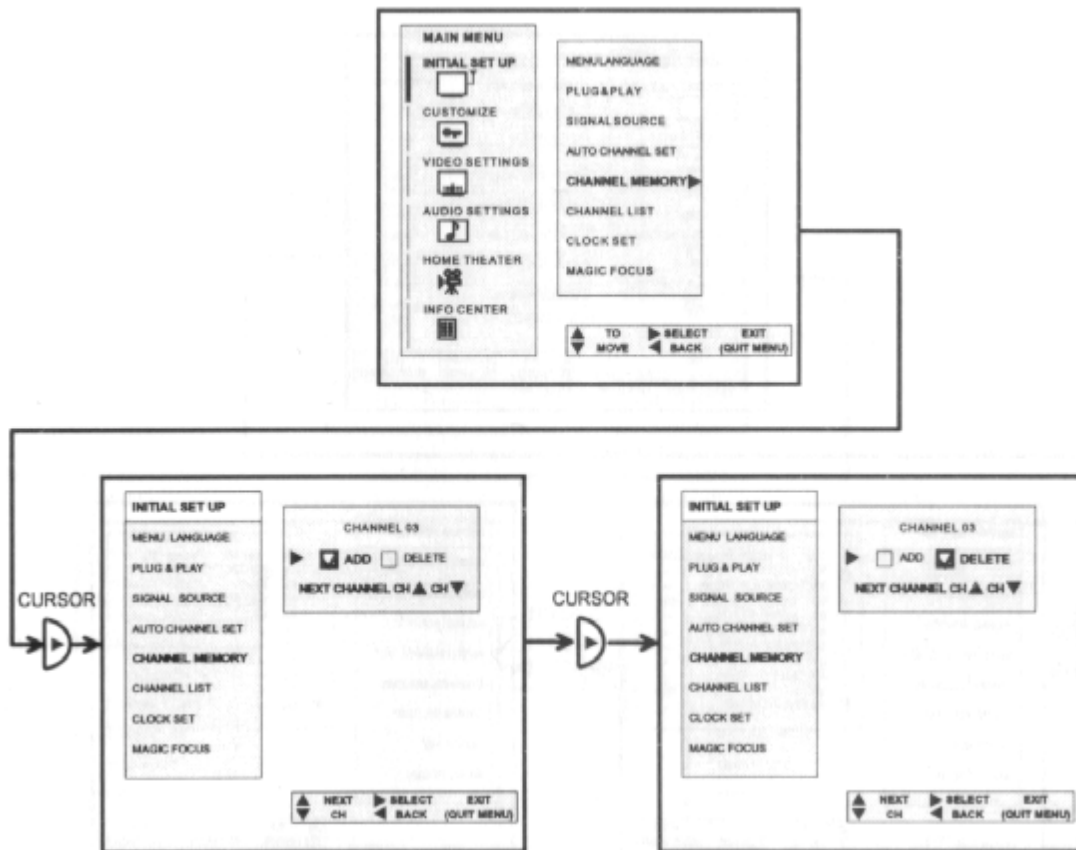 MAIN MENU
INITIAL SET UP
CUSTOMIZE
VIDEO SETTINGS
AUDIO SETTINGS
HOME THEATER
INFO CENTER
MENU LANGUAGE
PLUG & PLAY
SIGNAL SOURCE
AUTO CHANNEL SET
CHANNEL MEMORY ▶
CHANNEL LIST
CLOCK SET
MAGIC FOCUS
▲ TO ▶ SELECT EXIT
▼ MOVE ◀ BACK (QUIT MENU)
CURSOR
INITIAL SET UP
MENU LANGUAGE
PLUG & PLAY
SIGNAL SOURCE
AUTO CHANNEL SET
CHANNEL MEMORY
CHANNEL LIST
CLOCK SET
MAGIC FOCUS
CHANNEL 03
▶ ADD DELETE
NEXT CHANNEL CH ▲ CH ▼
▲ NEXT ▶ SELECT EXIT
▼ CH ◀ BACK (QUIT MENU)
CURSOR
INITIAL SET UP
MENU LANGUAGE
PLUG & PLAY
SIGNAL SOURCE
AUTO CHANNEL SET
CHANNEL MEMORY
CHANNEL LIST
CLOCK SET
MAGIC FOCUS
CHANNEL 03
▶ ADD DELETE
NEXT CHANNEL CH ▲ CH ▼
▲ NEXT ▶ SELECT EXIT
▼ CH ◀ BACK (QUIT MENU)